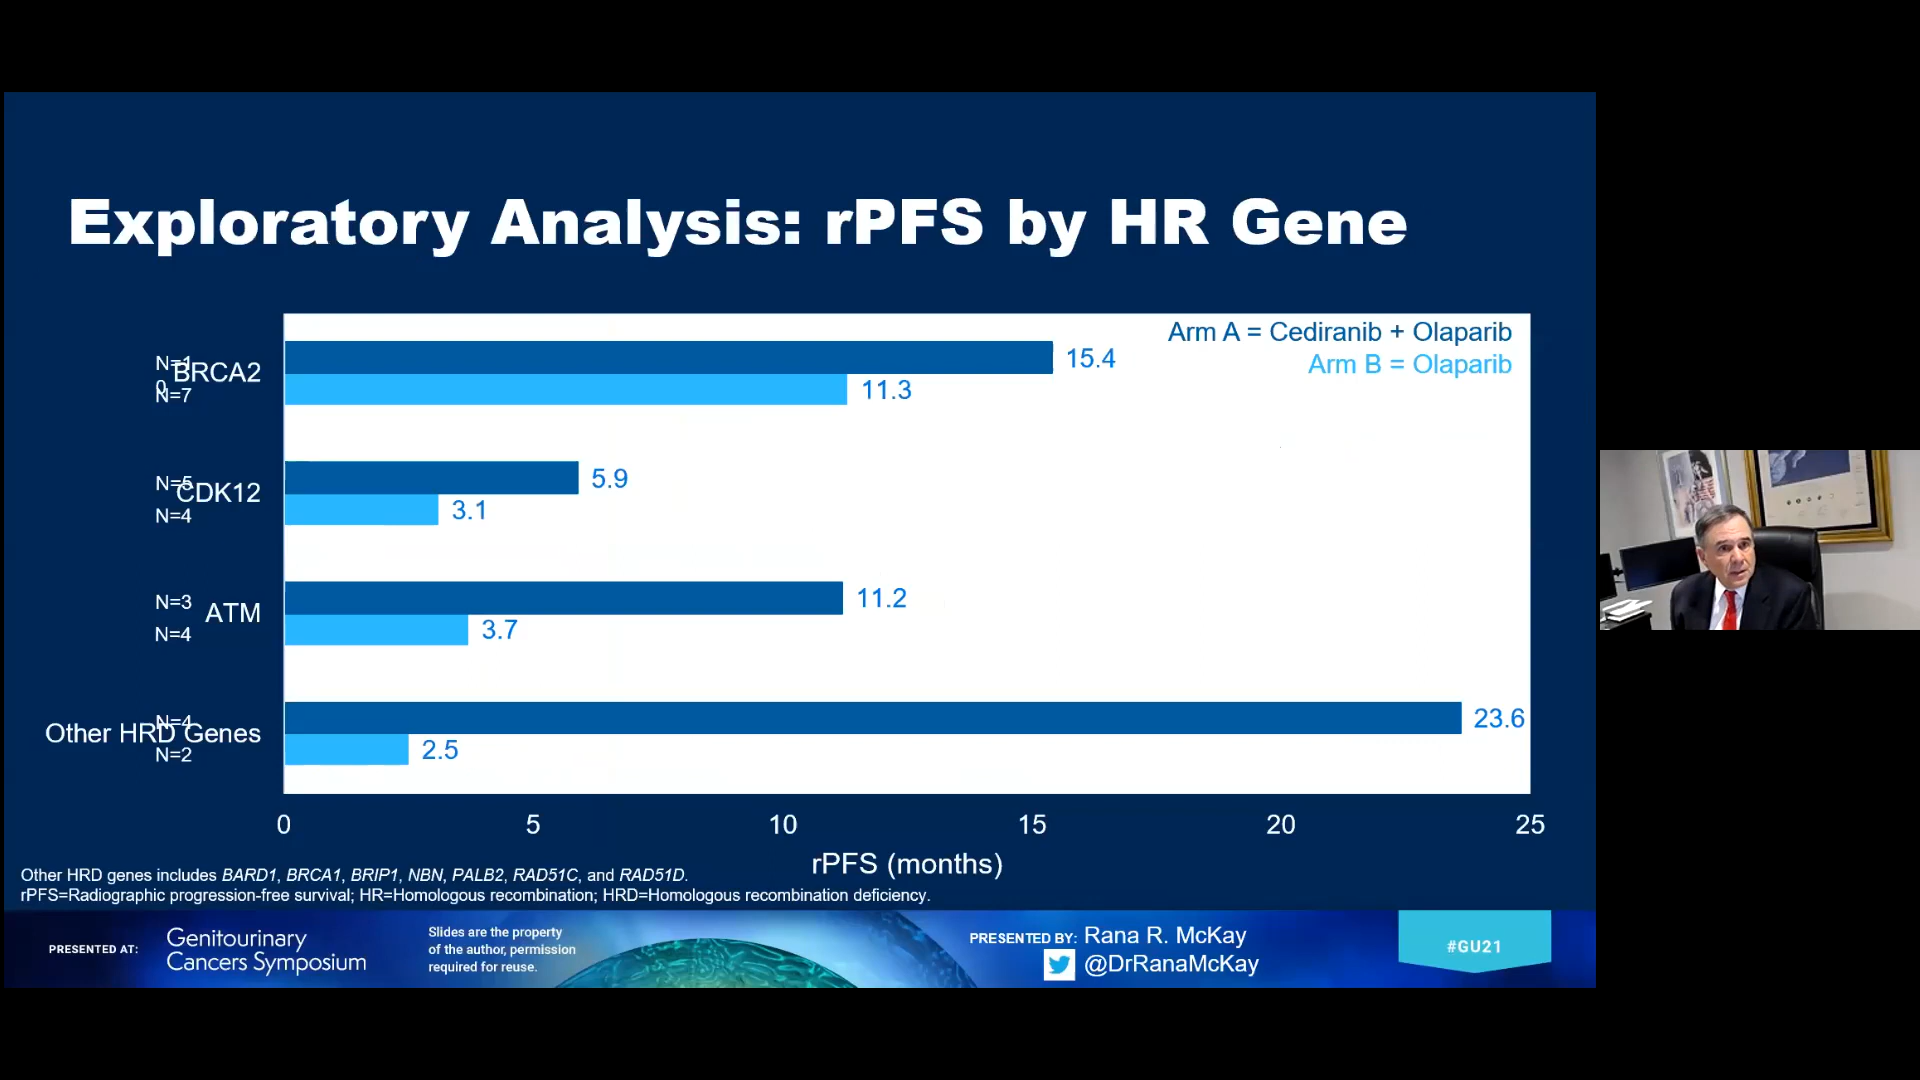 Exploratory Analysis: rPFS by HR Gene
Arm A = Cediranib + Olaparib
Arm B = Olaparib
N=1
0
N=7
BRCA2
15.4
11.3
N=5
N=4
CDK12
5.9
3.1
N=3
N=4
ATM
11.2
3.7
N=4
N=2
Other HRD Genes
23.6
2.5
0 5 10 15 20 25
rPFS (months)
Other HRD genes includes BARD1, BRCA1, BRIP1, NBN, PALB2, RAD51C, and RAD51D.
rPFS=Radiographic progression-free survival; HR=Homologous recombination; HRD=Homologous recombination deficiency.
PRESENTED AT:
Genitourinary
Cancers Symposium
Slides are the property
of the author, permission
required for reuse.
PRESENTED BY: Rana R. McKay
@DrRanaMcKay
#GU21